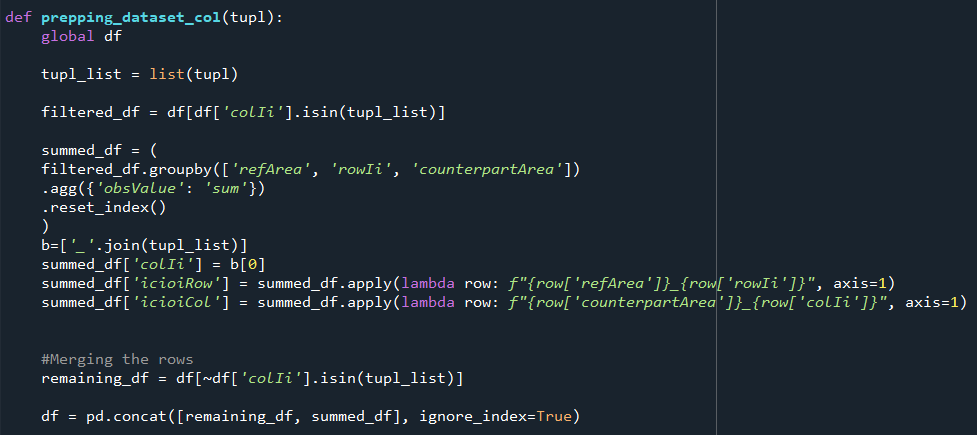 def prepping_dataset_col(tupl):
    global df
    tupl_list = list(tupl)
    filtered_df = df[df['colIi'].isin(tupl_list)]
    summed_df = (
    filtered_df.groupby(['refArea', 'rowIi', 'counterpartArea'])
    .agg({'obsValue': 'sum'})
    .reset_index()
    )
    b=['_'.join(tupl_list)]
    summed_df['colIi'] = b[0]
    summed_df['icioiRow'] = summed_df.apply(lambda row: f"{row['refArea']}_{row['rowIi']}", axis=1)
    summed_df['icioiCol'] = summed_df.apply(lambda row: f"{row['counterpartArea']}_{row['colIi']}", axis=1)
    #Merging the rows
    remaining_df = df[~df['colIi'].isin(tupl_list)]
    df = pd.concat([remaining_df, summed_df], ignore_index=True)